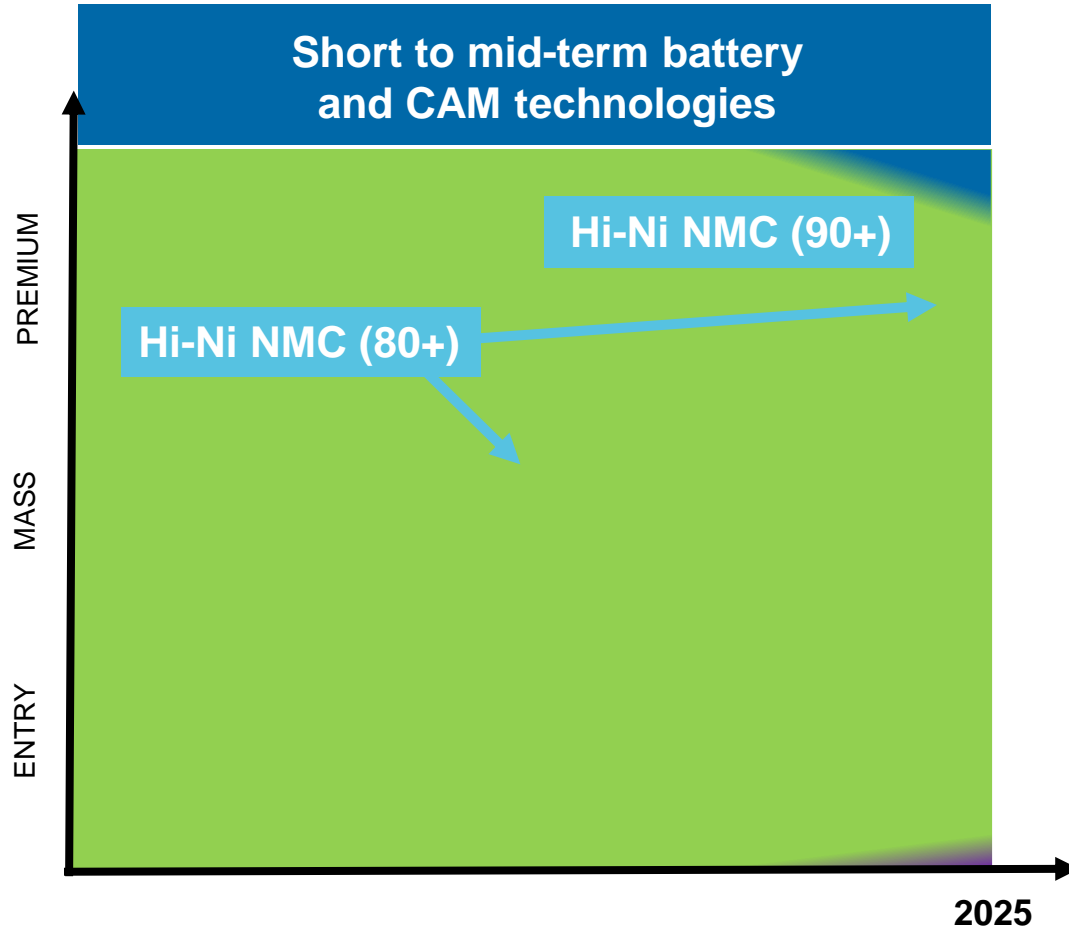 Short to mid-term battery
and CAM technologies
PREMIUM
Hi-Ni NMC (90+)
Hi-Ni NMC (80+)
MASS
ENTRY
2025